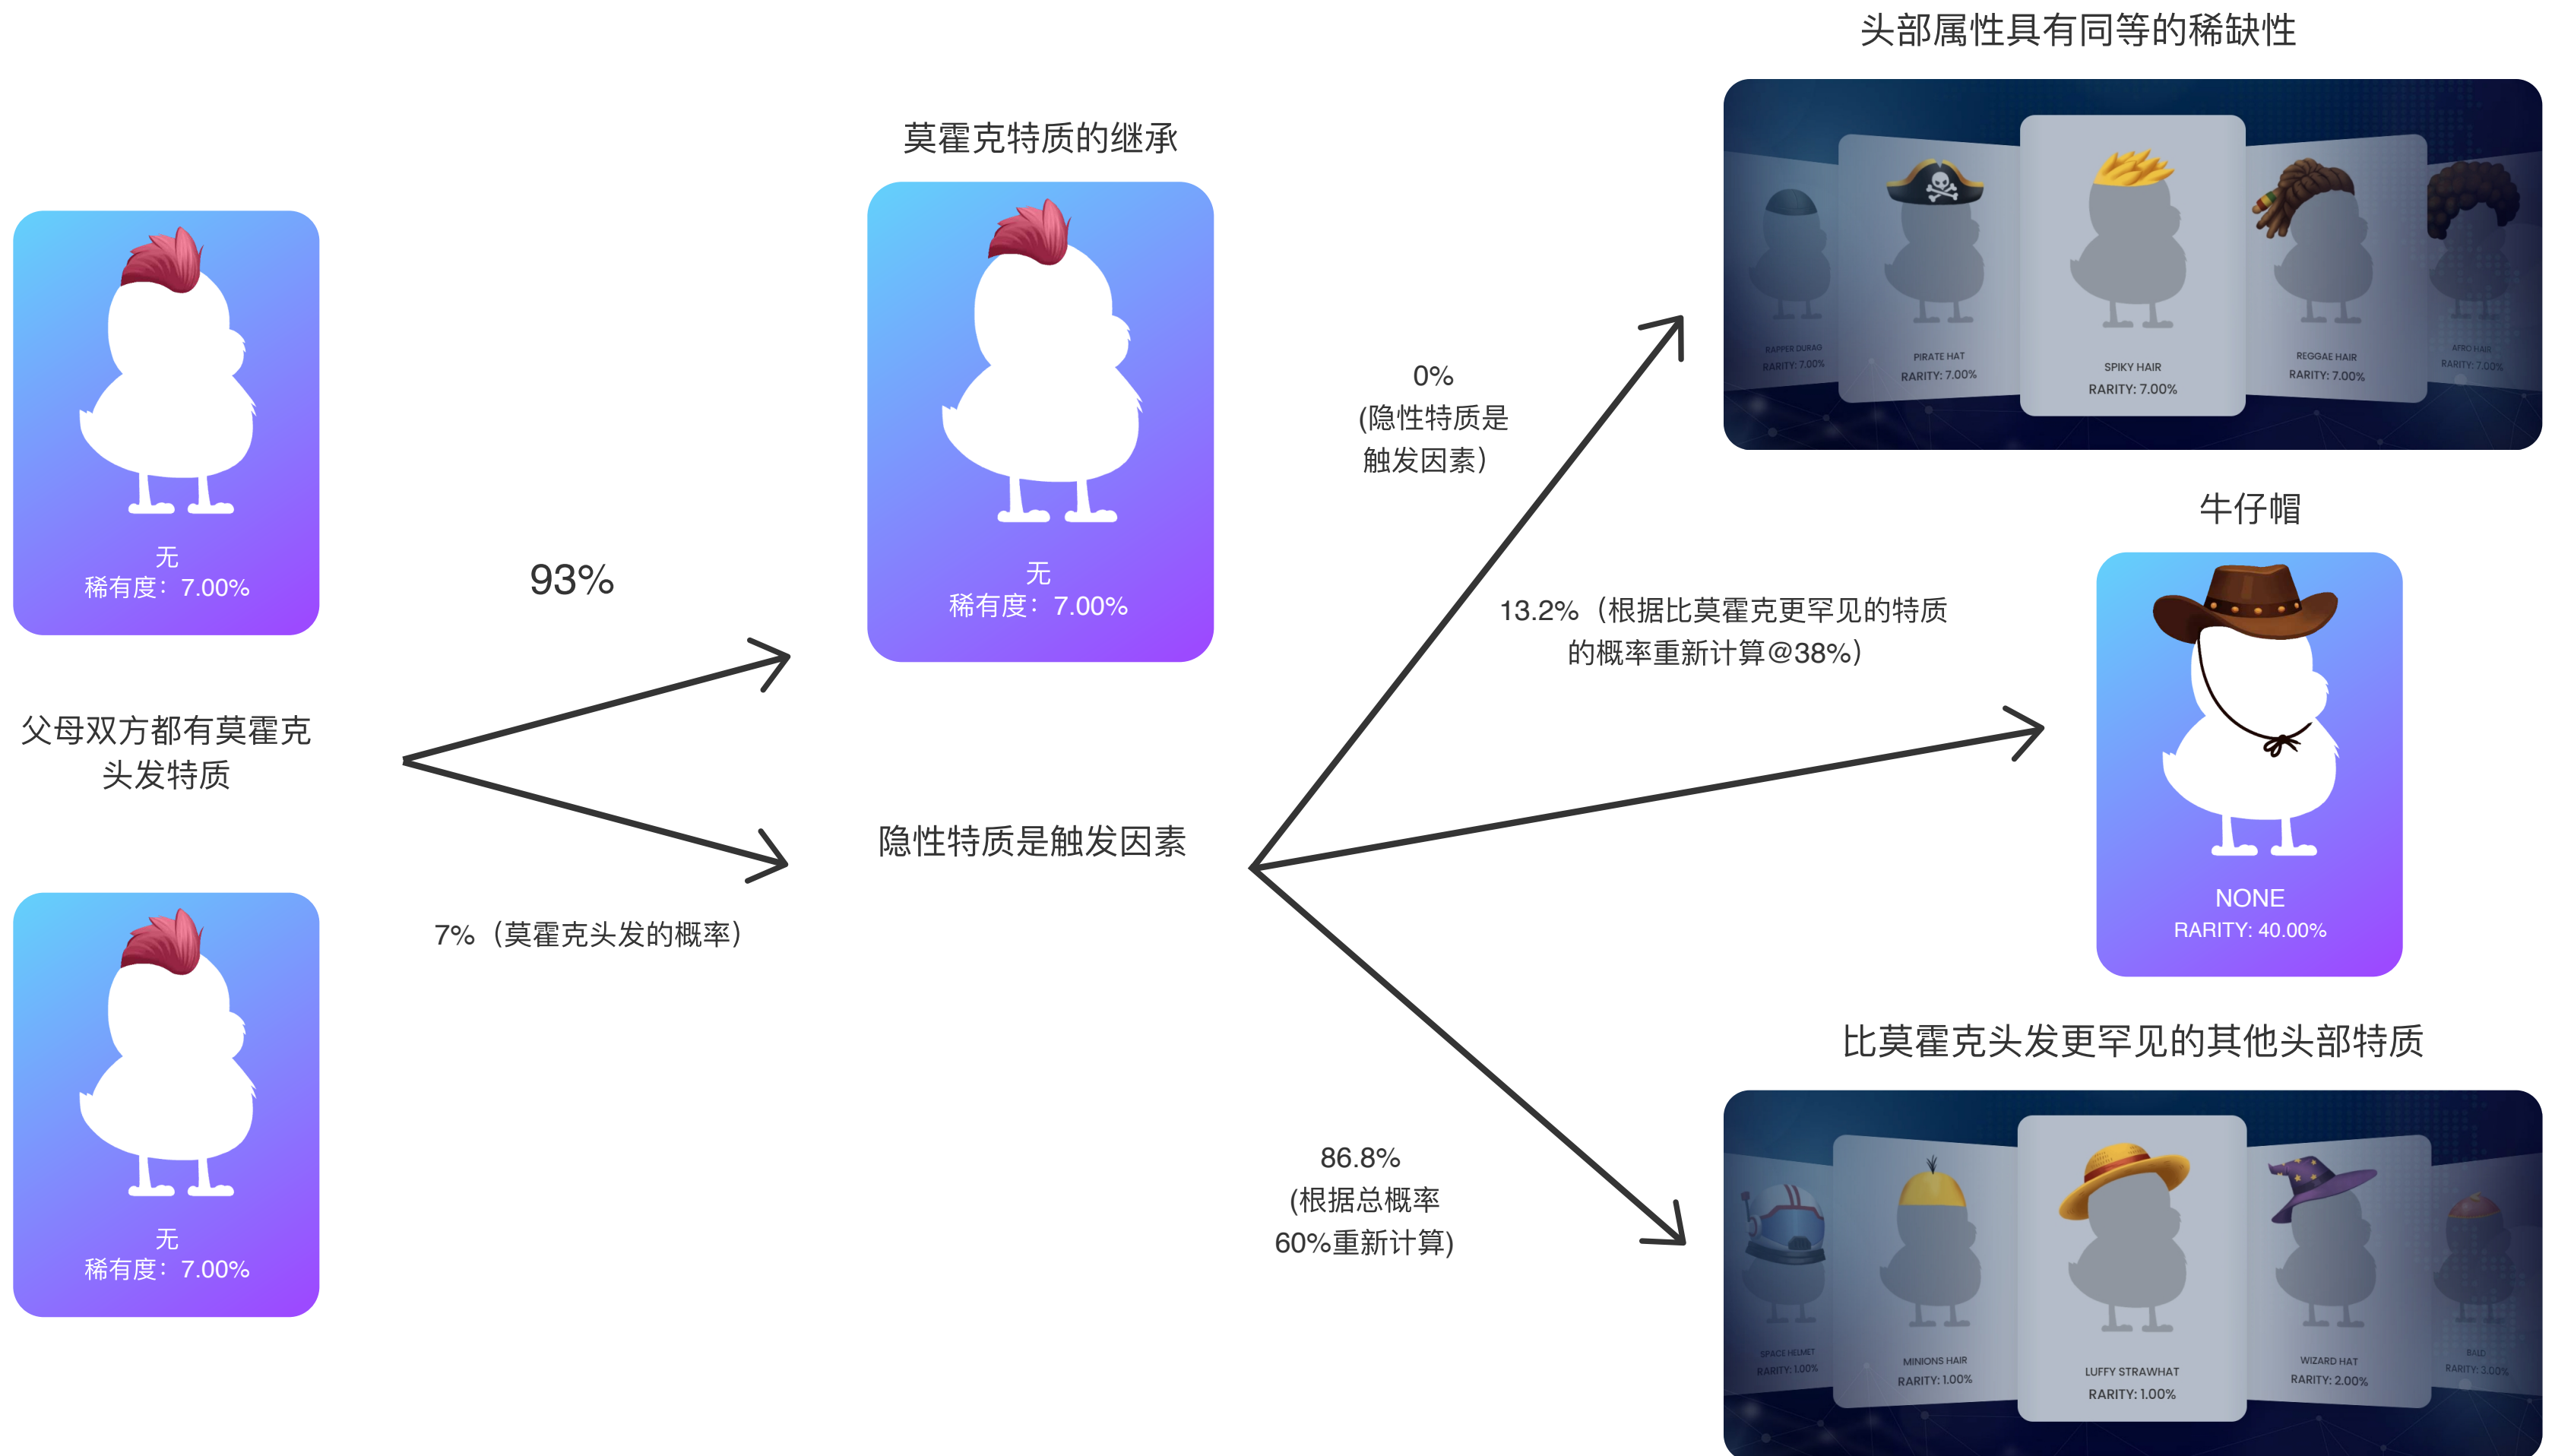 父母双方都有莫霍克
头发特质
无
稀有度：7.00%
无
稀有度：7.00%
93%
7%（莫霍克头发的概率）
莫霍克特质的继承
无
稀有度：7.00%
隐性特质是触发因素
0%
(隐性特质是
触发因素）
13.2%（根据比莫霍克更罕见的特质
的概率重新计算@38%）
86.8%
(根据总概率
60%重新计算)
头部属性具有同等的稀缺性
RAPPER DURAG
RARITY: 7.00%
PIRATE HAT
RARITY: 7.00%
SPIKY HAIR
RARITY: 7.00%
REGGAE HAIR
RARITY: 7.00%
AFRO HAIR
RARITY: 7.00%
牛仔帽
NONE
RARITY: 40.00%
比莫霍克头发更罕见的其他头部特质
SPACE HELMET
RARITY: 1.00%
MINIONS HAIR
RARITY: 1.00%
LUFFY STRAWHAT
RARITY: 1.00%
WIZARD HAT
RARITY: 2.00%
BALD
RARITY: 3.00%